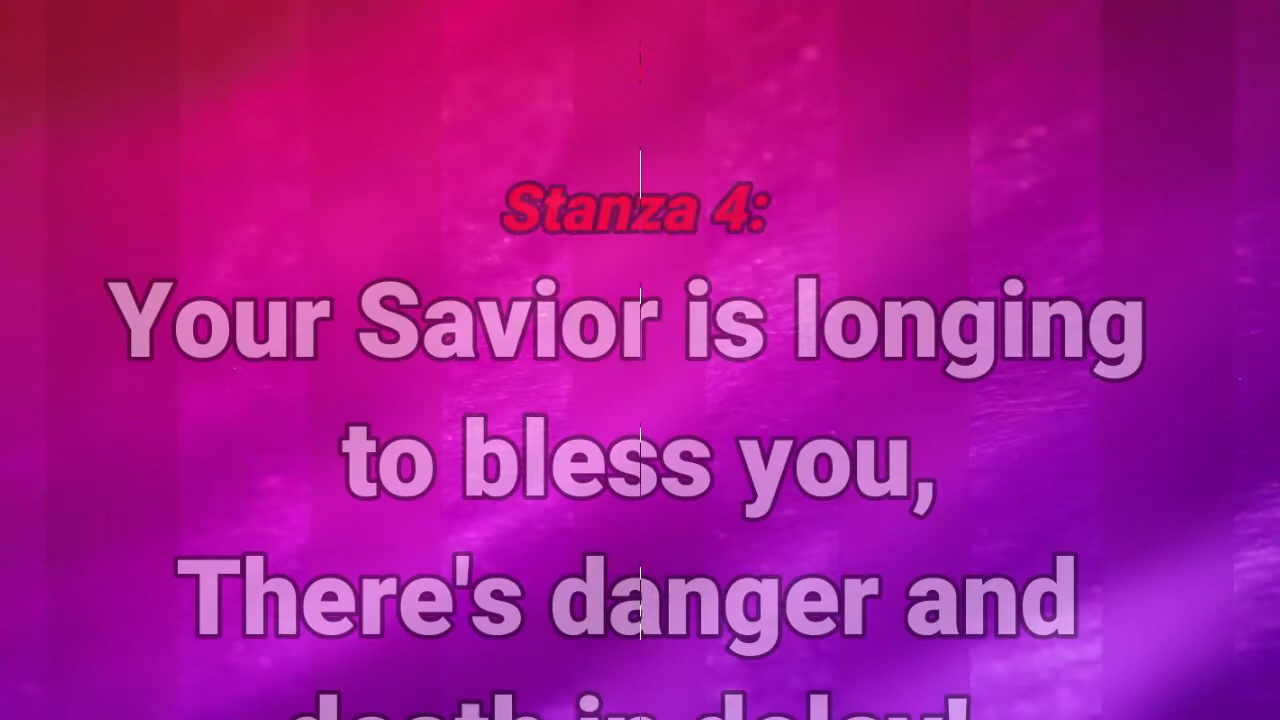 Stanza 4:
Your Savior is longing
to bless you,
There's danger and
death in delay!